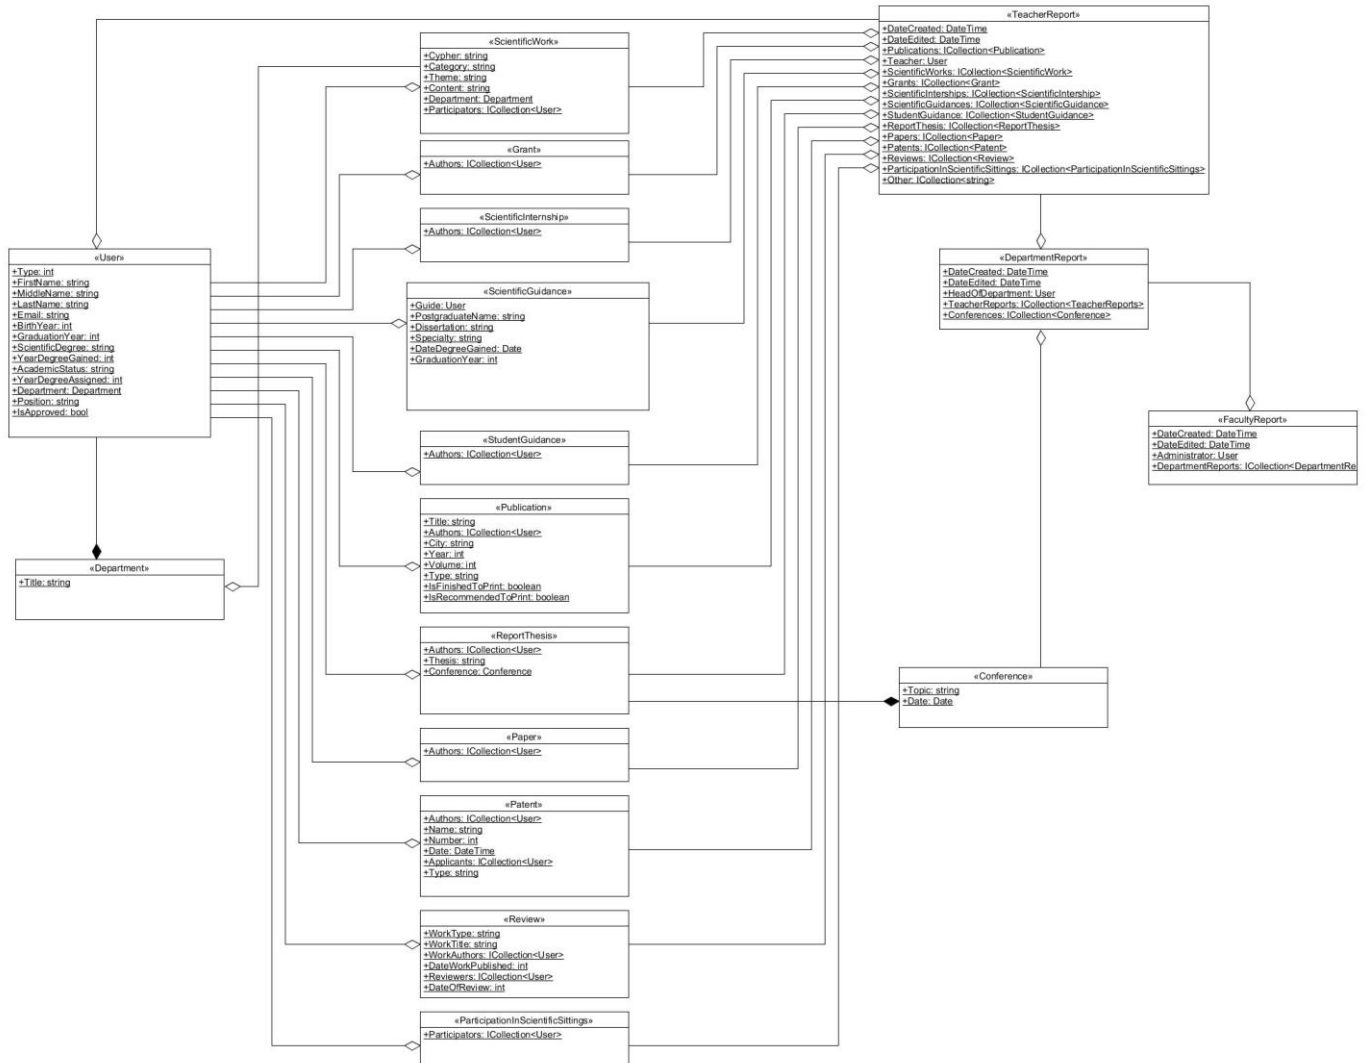 «TeacherReport»
+DateCreated: DateTime
+DateEdited: DateTime
+Publications: ICollection<Publication>
+Teacher: User
+ScientificWorks: ICollection<ScientificWork>
+Grants: ICollection<Grant>
+ScientificInterships: ICollection<ScientificIntership>
+ScientificGuidances: ICollection<ScientificGuidance>
+StudentGuidance: ICollection<StudentGuidance>
+ReportThesis: ICollection<ReportThesis>
+Papers: ICollection<Paper>
+Patents: ICollection<Patent>
+Reviews: ICollection<Review>
+ParticipationInScientificSittings: ICollection<ParticipationInScientificSittings>
+Other: ICollection<string>
«ScientificWork»
+Cypher: string
+Category: string
+Theme: string
+Content: string
+Department: Department
+Participators: ICollection<User>
«Grant»
+Authors: ICollection<User>
«ScientificInternship»
+Authors: ICollection<User>
«User»
+Type: int
+FirstName: string
+MiddleName: string
+LastName: string
+Email: string
+BirthYear: int
+GraduationYear: int
+ScientificDegree: string
+YearDegreeGained: int
+AcademicStatus: string
+YearDegreeAssigned: int
+Department: Department
+Position: string
+IsApproved: bool
«ScientificGuidance»
+Guide: User
+PostgraduateName: string
+Dissertation: string
+Specialty: string
+DateDegreeGained: Date
+GraduationYear: int
«DepartmentReport»
+DateCreated: DateTime
+DateEdited: DateTime
+HeadOfDepartment: User
+TeacherReports: ICollection<TeacherReports>
+Conferences: ICollection<Conference>
«FacultyReport»
+DateCreated: DateTime
+DateEdited: DateTime
+Administrator: User
+DepartmentReports: ICollection<DepartmentRe
«StudentGuidance»
+Authors: ICollection<User>
«Publication»
+Title: string
+Authors: ICollection<User>
+City: string
+Year: int
+Volume: int
+Type: string
+IsFinishedToPrint: boolean
+IsRecommendedToPrint: boolean
«Department»
+Title: string
«ReportThesis»
+Authors: ICollection<User>
+Thesis: string
+Conference: Conference
«Conference»
+Topic: string
+Date: Date
«Paper»
+Authors: ICollection<User>
«Patent»
+Authors: ICollection<User>
+Name: string
+Number: int
+Date: DateTime
+Applicants: ICollection<User>
+Type: string
«Review»
+WorkType: string
+WorkTitle: string
+WorkAuthors: ICollection<User>
+DateWorkPublished: int
+Reviewers: ICollection<User>
+DateOfReview: int
«ParticipationInScientificSittings»
+Participators: ICollection<User>